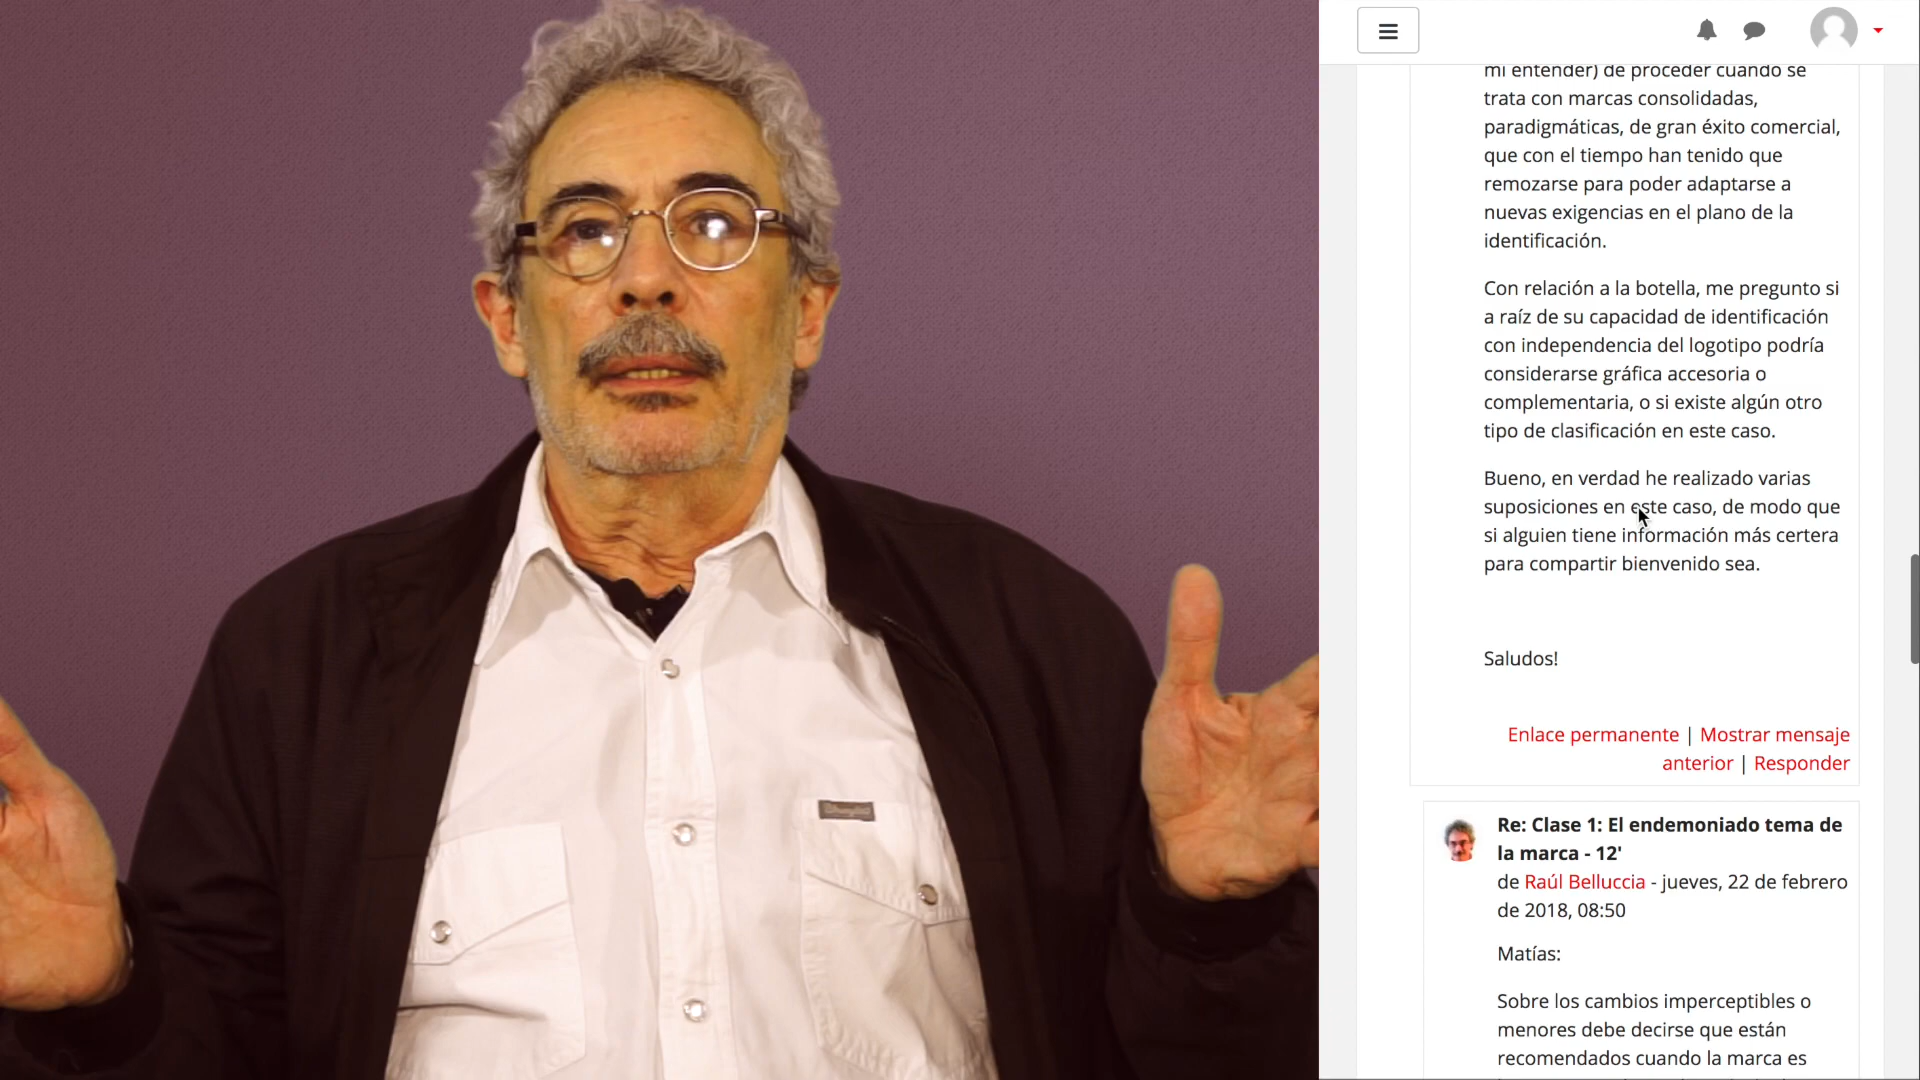 mi entender) de proceder cuando se
trata con marcas consolidadas,
paradigmáticas, de gran éxito comercial,
que con el tiempo han tenido que
remozarse para poder adaptarse a
nuevas exigencias en el plano de la
identificación.
Con relación a la botella, me pregunto si
a raíz de su capacidad de identificación
con independencia del logotipo podría
considerarse gráfica accesoria o
complementaria, o si existe algún otro
tipo de clasificación en este caso.
Bueno, en verdad he realizado varias
suposiciones en este caso, de modo que
si alguien tiene información más certera
para compartir bienvenido sea.
Saludos!
Enlace permanente | Mostrar mensaje
anterior | Responder
Re: Clase 1: El endemoniado tema de
la marca - 12'
de Raúl Belluccia - jueves, 22 de febrero
de 2018, 08:50
Matías:
Sobre los cambios imperceptibles o
menores debe decirse que están
recomendados cuando la marca es